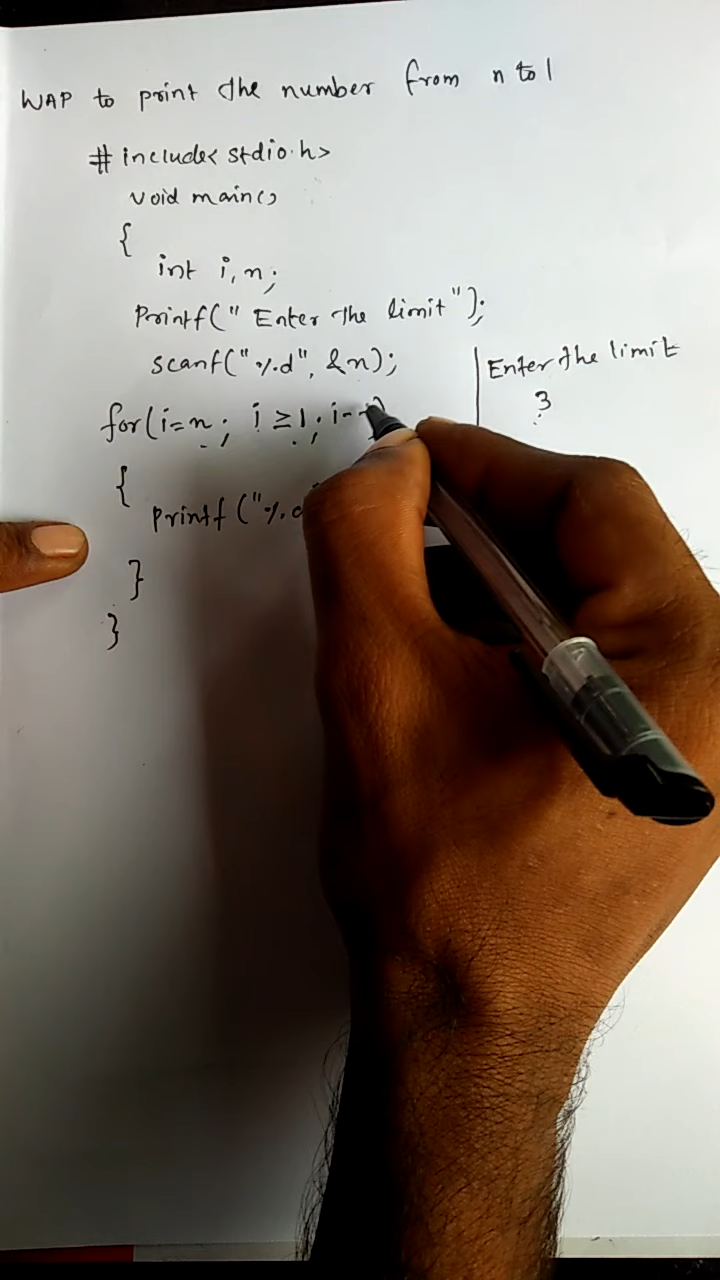 WAP to print the number from n to 1
#include<stdio.h>
void main()
{
int i,n;
Printf(" Enter the limit");
scanf("%d", &n);
for(i=n; i≥1; i--)
{
printf("%d
}
}
Enter the limit
3